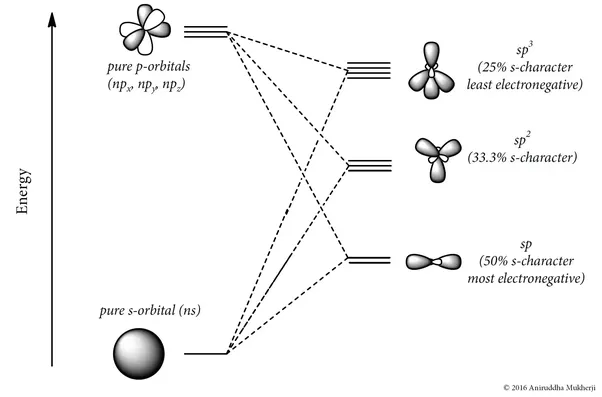 Energy
pure p-orbitals
(npx, npy, npz)
pure s-orbital (ns)
sp3
(25% s-character
least electronegative)
sp2
(33.3% s-character)
sp
(50% s-character
most electronegative)
© 2016 Aniruddha Mukherji